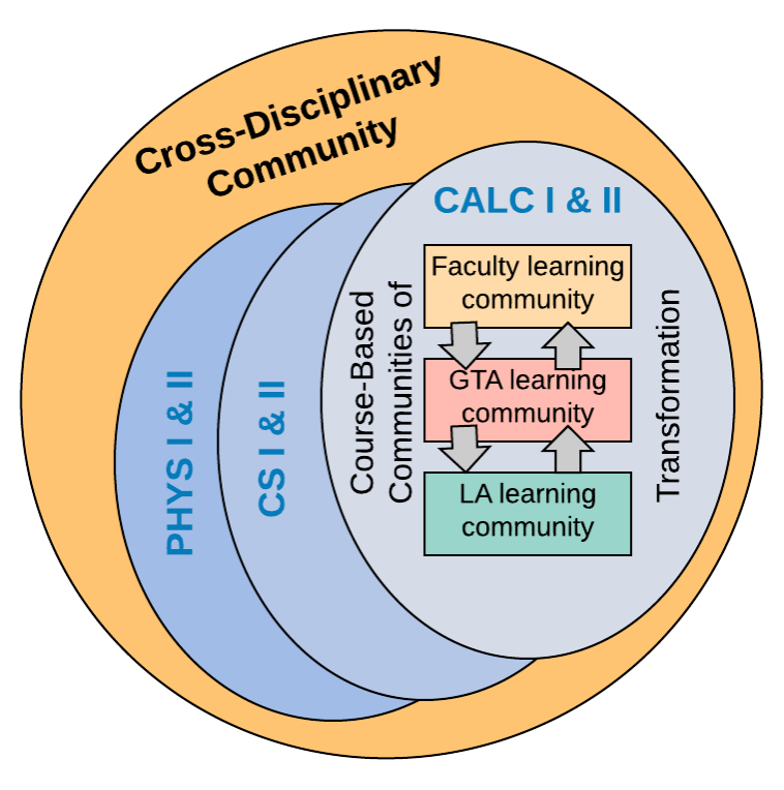 Cross-Disciplinary
Community
PHYS I & II
CS I & II
CALC I & II
Course-Based
Communities of
Transformation
Faculty learning
community
GTA learning
community
LA learning
community